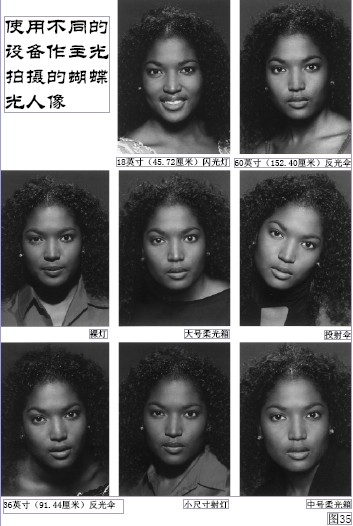 使用不同的
设备作主光
拍摄的蝴蝶
光人像
18英寸（45.72厘米）闪光灯
60英寸（152.40厘米）反光伞
裸灯
大号柔光箱
投射伞
36英寸（91.44厘米）反光伞
小尺寸射灯
中号柔光箱
图35